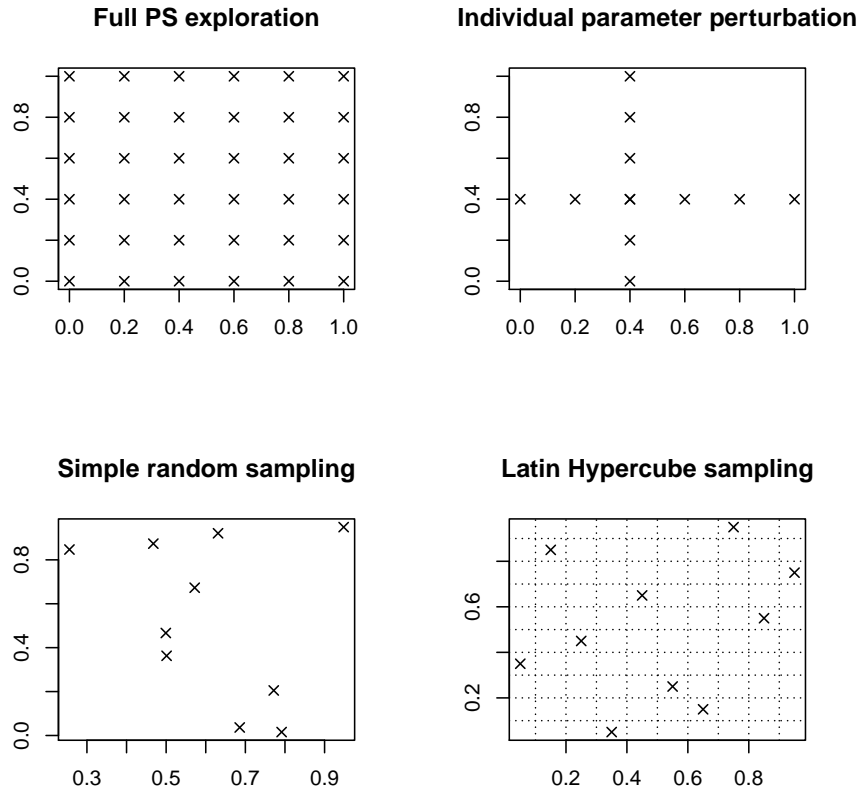 Full PS exploration
0.0 0.4 0.8
0.0 0.2 0.4 0.6 0.8 1.0
Individual parameter perturbation
0.0 0.4 0.8
0.0 0.2 0.4 0.6 0.8 1.0
Simple random sampling
0.0 0.4 0.8
0.3 0.5 0.7 0.9
Latin Hypercube sampling
0.2 0.6
0.2 0.4 0.6 0.8